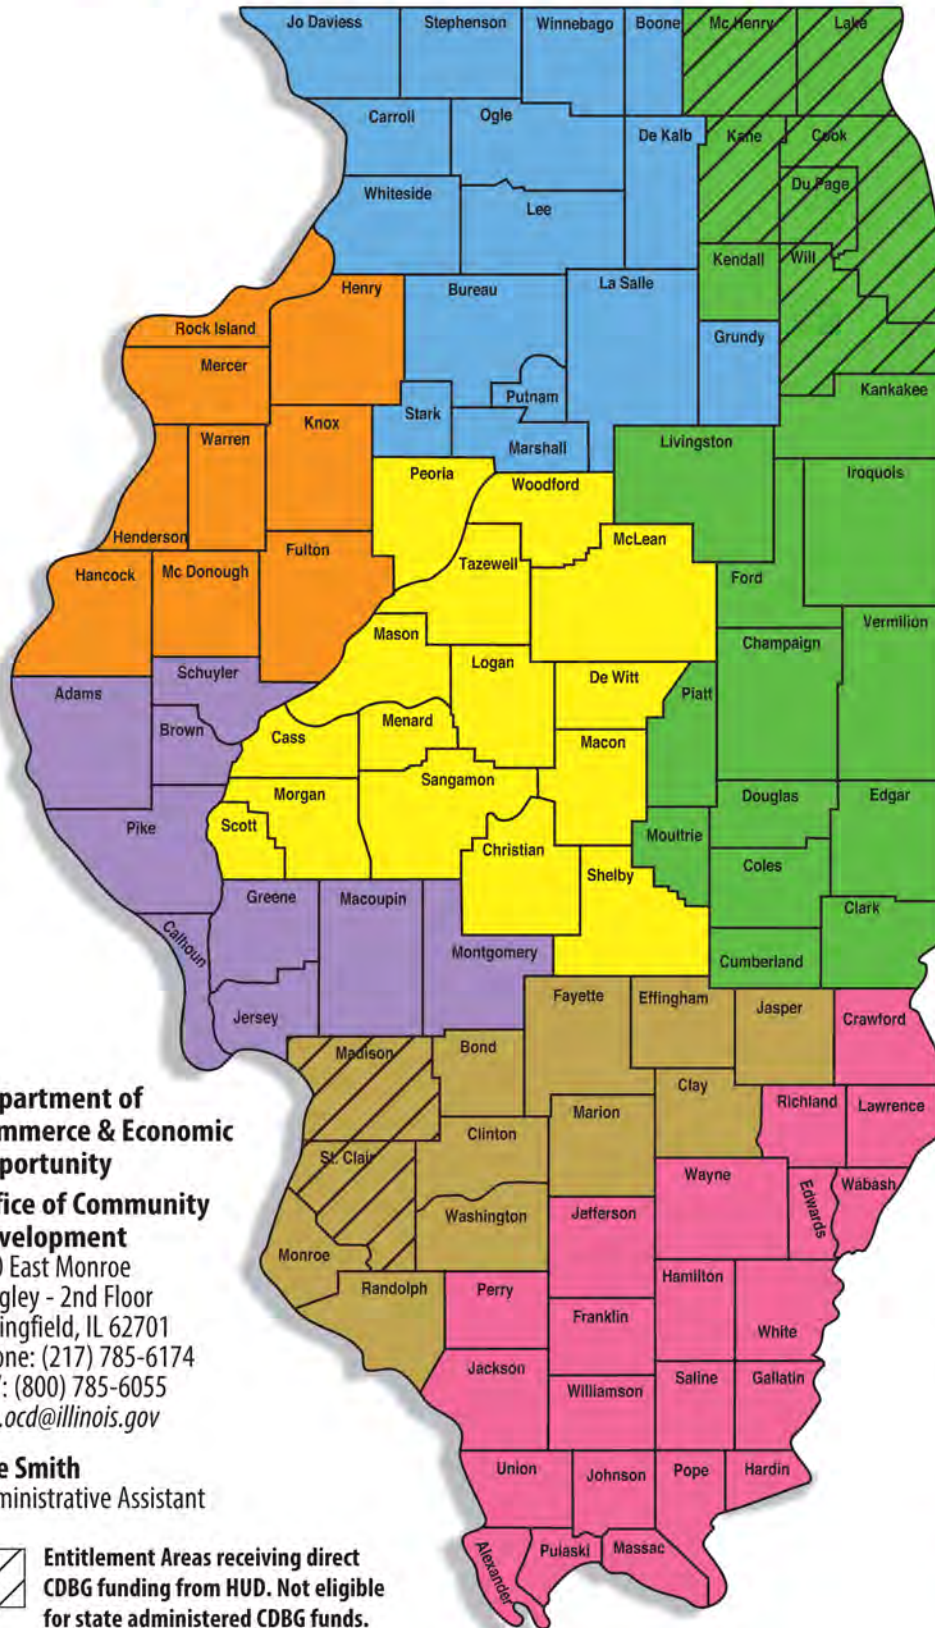 Jo Daviess
Stephenson
Winnebago
Boone
Mc Henry
Lake
Carroll
Ogle
De Kalb
Kane
Cook
Du Page
Whiteside
Lee
Kendall
Will
Henry
Bureau
La Salle
Rock Island
Grundy
Mercer
Putnam
Kankakee
Stark
Knox
Warren
Livingston
Marshall
Peoria
Woodford
Iroquois
Henderson
Fulton
McLean
Tazewell
Hancock
Mc Donough
Ford
Vermilion
Mason
Champaign
Logan
Schuyler
De Witt
Adams
Piatt
Menard
Brown
Cass
Macon
Sangamon
Morgan
Douglas
Edgar
Pike
Scott
Moultrie
Christian
Coles
Shelby
Greene
Macoupin
Clark
Calhoun
Montgomery
Cumberland
Jersey
Fayette
Effingham
Jasper
Crawford
Madison
Bond
Clay
Richland
Lawrence
Marion
Clinton
St. Clair
Wayne
Edwards
Wabash
Washington
Jefferson
Monroe
Randolph
Perry
Hamilton
Franklin
White
Jackson
Williamson
Saline
Gallatin
Union
Johnson
Pope
Hardin
Alexander
Pulaski
Massac
partment of
mmerce & Economic
portunity
fice of Community
velopment
0 East Monroe
gley - 2nd Floor
ingfield, IL 62701
one: (217) 785-6174
: (800) 785-6055
.ocd@illinois.gov
e Smith
ministrative Assistant
Entitlement Areas receiving direct
CDBG funding from HUD. Not eligible
for state administered CDBG funds.